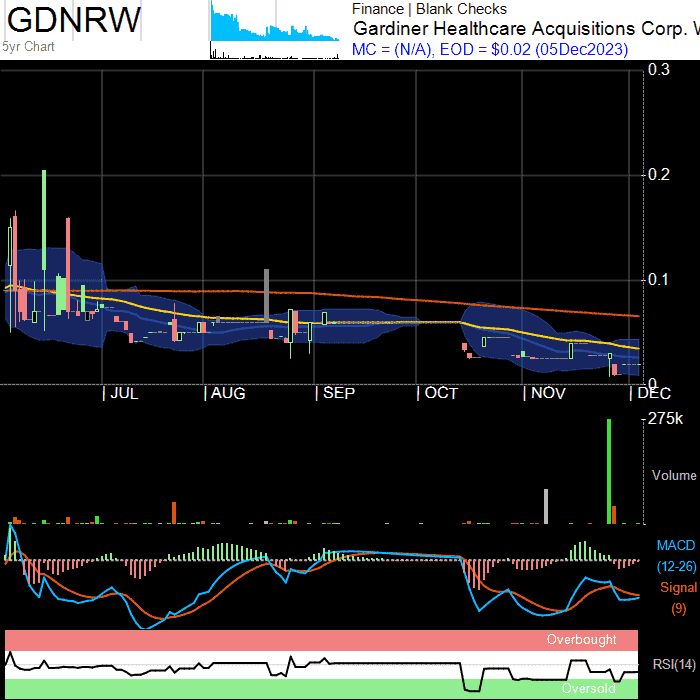 GDNRW
5yr Chart
Finance | Blank Checks
Gardiner Healthcare Acquisitions Corp. W
MC = (N/A), EOD = $0.02 (05Dec2023)
0.3
0.2
0.1
0
| JUL | AUG | SEP | OCT | NOV | DEC
275k
Volume
MACD
(12-26)
Signal
(9)
Overbought
RSI(14)
Oversold